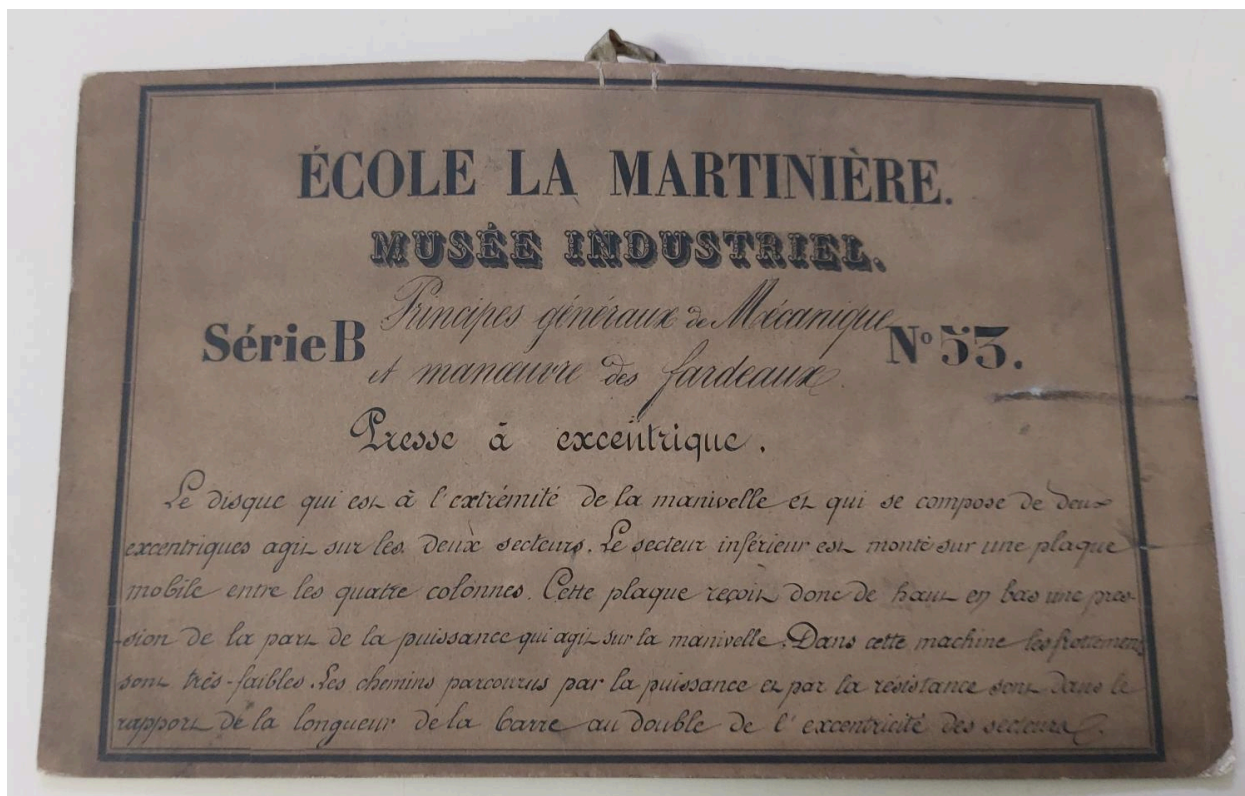 ÉCOLE LA MARTINIÈRE.
MUSÉE INDUSTRIEL.
Série B Principes généraux de Mécanique N° 53.
et manœuvre des fardeaux.
Presse à excentrique.
Le disque qui est à l'extrémité de la manivelle et qui se compose de deux
excentriques agit sur les deux secteurs. Le secteur inférieur est monté sur une plaque
mobile entre les quatre colonnes. Cette plaque reçoit donc de haut en bas une pres-
-sion de la part de la puissance qui agit sur la manivelle. Dans cette machine les frottemens
sont très-faibles. Les chemins parcourus par la puissance et par la résistance sont dans le
rapport de la longueur de la barre au double de l'excentricité des secteurs.